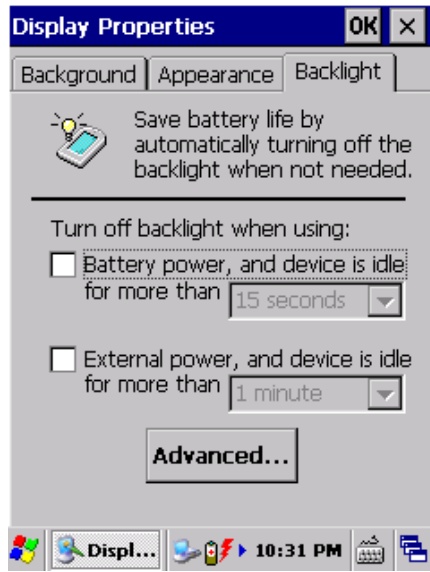 Display Properties OK ×
Background Appearance Backlight
Save battery life by
automatically turning off the
backlight when not needed.
Turn off backlight when using:
Battery power, and device is idle
for more than 15 seconds
External power, and device is idle
for more than 1 minute
Advanced...
Displ... 10:31 PM